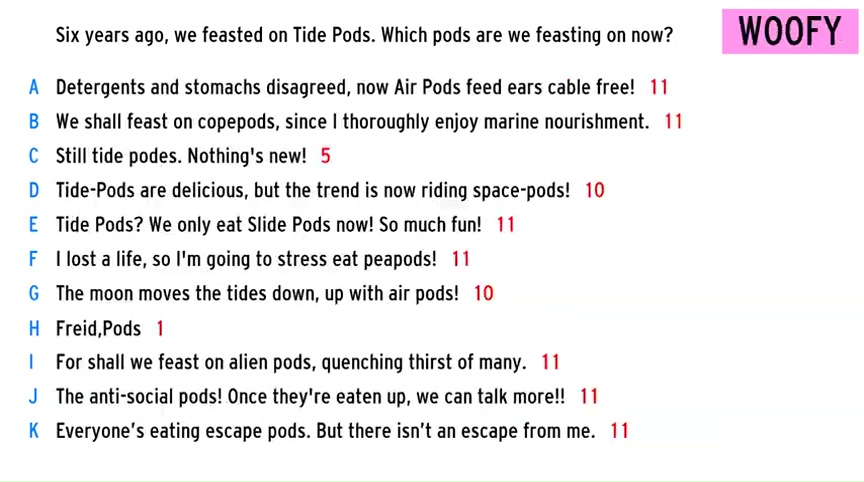 Six years ago, we feasted on Tide Pods. Which pods are we feasting on now?
WOOFY
A Detergents and stomachs disagreed, now Air Pods feed ears cable free! 11
B We shall feast on copepods, since I thoroughly enjoy marine nourishment. 11
C Still tide podes. Nothing's new! 5
D Tide-Pods are delicious, but the trend is now riding space-pods! 10
E Tide Pods? We only eat Slide Pods now! So much fun! 11
F I lost a life, so I'm going to stress eat peapods! 11
G The moon moves the tides down, up with air pods! 10
H Freid,Pods 1
I For shall we feast on alien pods, quenching thirst of many. 11
J The anti-social pods! Once they're eaten up, we can talk more!! 11
K Everyone’s eating escape pods. But there isn’t an escape from me. 11